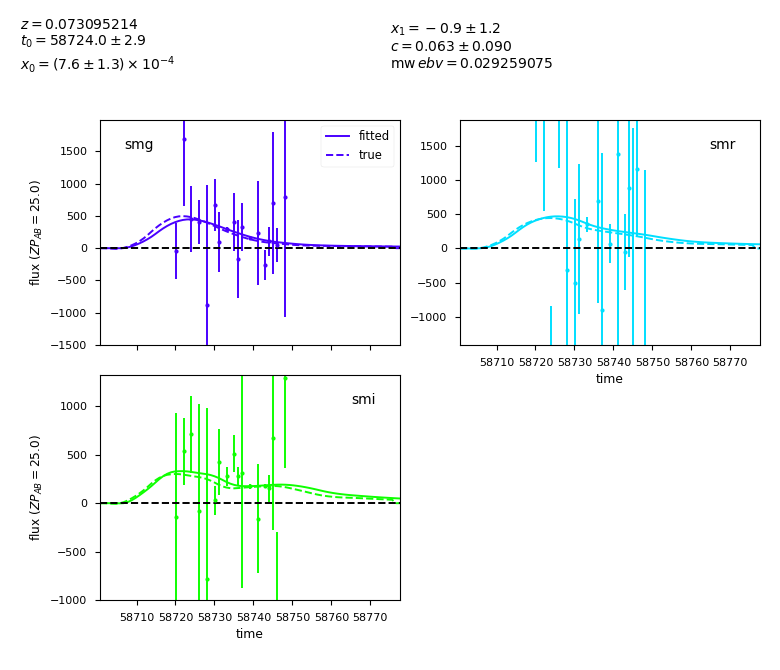 z = 0.073095214
t₀ = 58724.0 ± 2.9
x₀ = (7.6 ± 1.3) × 10⁻⁴
x₁ = −0.9 ± 1.2
c = 0.063 ± 0.090
mw ebv = 0.029259075
smg
fitted
true
1500
1000
500
0
−500
−1000
−1500
flux (ZP_AB = 25.0)
smr
1500
1000
500
0
−500
−1000
58710 58720 58730 58740 58750 58760 58770
time
smi
1000
500
0
−500
−1000
flux (ZP_AB = 25.0)
58710 58720 58730 58740 58750 58760 58770
time